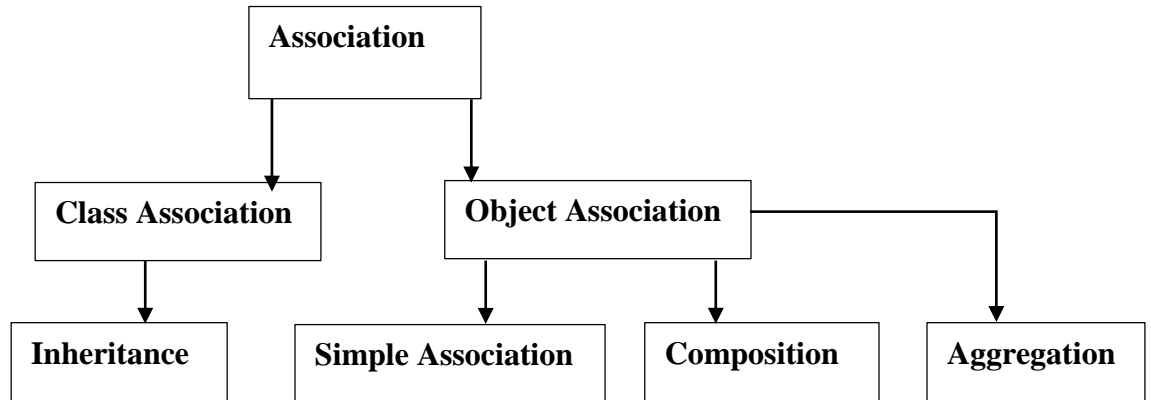 Association
Class Association
Object Association
Inheritance
Simple Association
Composition
Aggregation